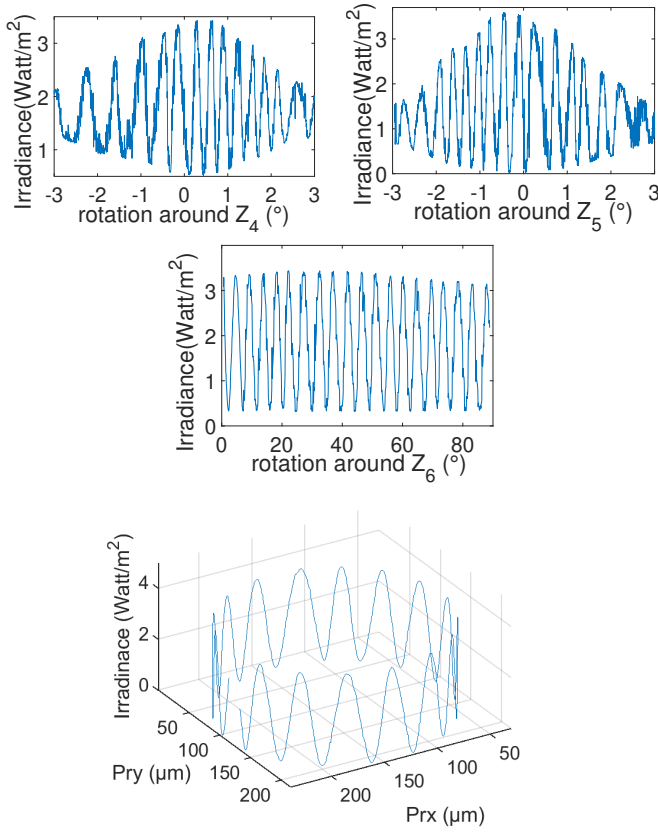 Irradiance(Watt/m²)
3
2
1
-3 -2 -1 0 1 2 3
rotation around Z₄ (°)
Irradiance(Watt/m²)
3
2
1
0
-3 -2 -1 0 1 2 3
rotation around Z₅ (°)
Irradiance(Watt/m²)
3
2
1
0
0 20 40 60 80
rotation around Z₆ (°)
Irradinace (Watt/m²)
4
2
0
50
100
150
200
Pry (µm)
200
150
100
50
Prx (µm)